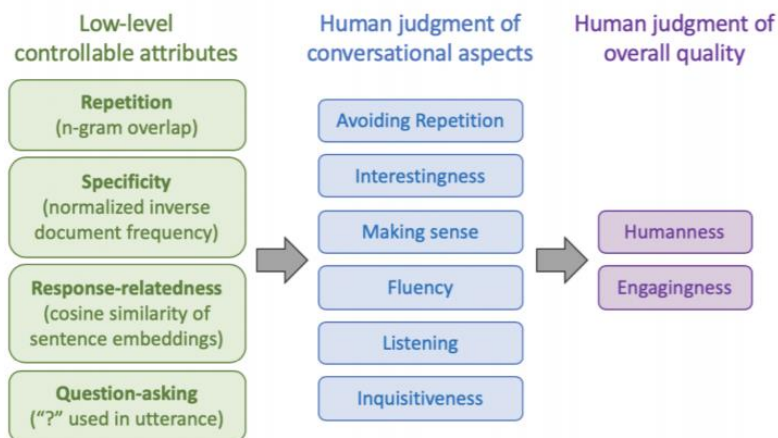 Low-level
controllable attributes
Repetition
(n-gram overlap)
Specificity
(normalized inverse
document frequency)
Response-relatedness
(cosine similarity of
sentence embeddings)
Question-asking
(“?” used in utterance)
Human judgment of
conversational aspects
Avoiding Repetition
Interestingness
Making sense
Fluency
Listening
Inquisitiveness
Human judgment of
overall quality
Humanness
Engagingness